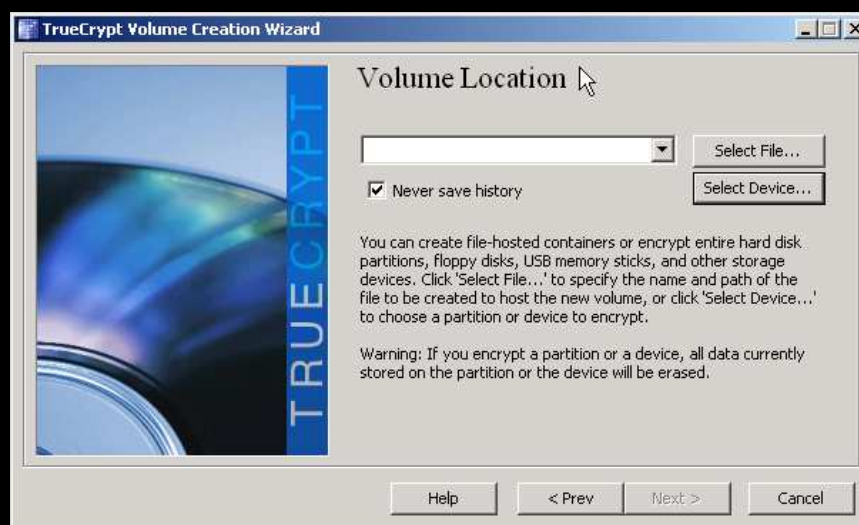 TrueCrypt Volume Creation Wizard
TRUECRYPT
Volume Location
Select File...
Never save history
Select Device...
You can create file-hosted containers or encrypt entire hard disk
partitions, floppy disks, USB memory sticks, and other storage
devices. Click 'Select File...' to specify the name and path of the
file to be created to host the new volume, or click 'Select Device...'
to choose a partition or device to encrypt.
Warning: If you encrypt a partition or a device, all data currently
stored on the partition or the device will be erased.
Help
< Prev
Next >
Cancel